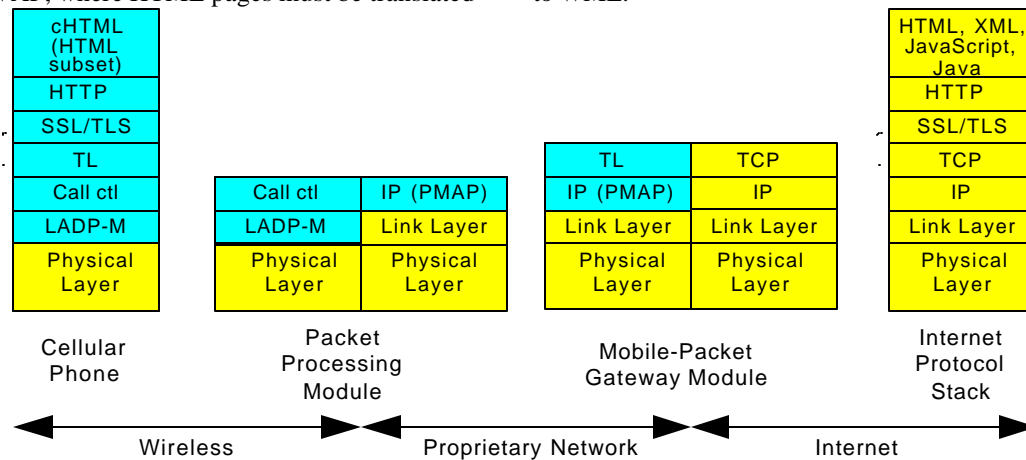 where HTML pages must be translated to WML.
cHTML
(HTML
subset)
HTTP
SSL/TLS
TL
Call ctl
LADP-M
Physical
Layer
Cellular
Phone
Call ctl
IP (PMAP)
LADP-M
Link Layer
Physical
Layer
Physical
Layer
Packet
Processing
Module
TL
TCP
IP (PMAP)
IP
Link Layer
Link Layer
Physical
Layer
Physical
Layer
Mobile-Packet
Gateway Module
HTML, XML,
JavaScript,
Java
HTTP
SSL/TLS
TCP
IP
Link Layer
Physical
Layer
Internet
Protocol
Stack
Wireless
Proprietary Network
Internet